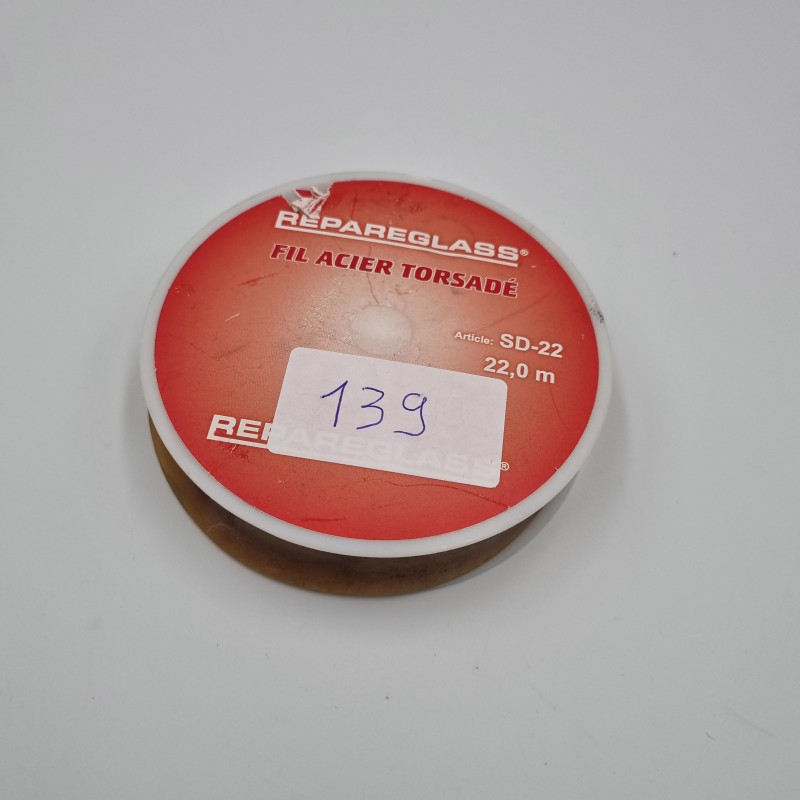 REPAREGLASS®
FIL ACIER TORSADÉ
Article: SD-22
22,0 m
139
REPAREGLASS®